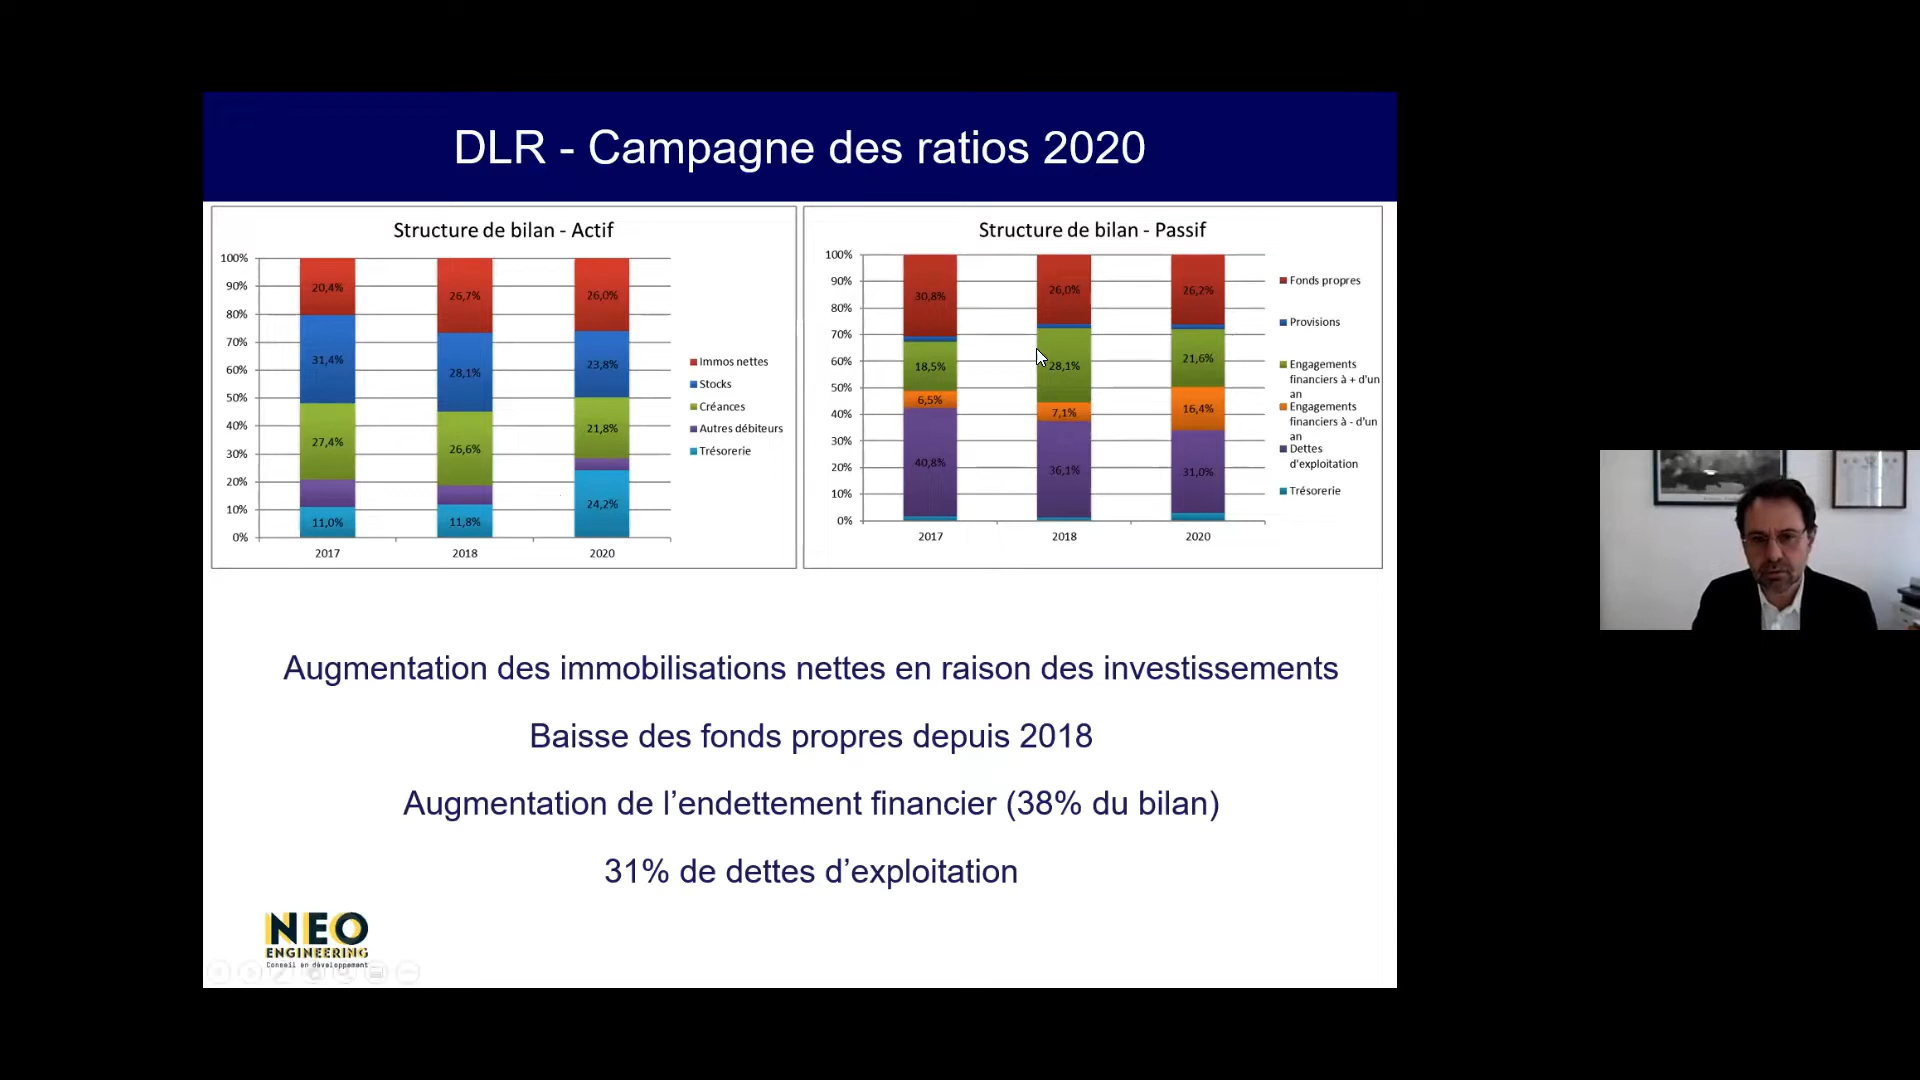 DLR - Campagne des ratios 2020
Structure de bilan - Actif
100%
90%
80%
70%
60%
50%
40%
30%
20%
10%
0%
20,4%
31,4%
27,4%
11,0%
26,7%
28,1%
26,6%
11,8%
26,0%
23,8%
21,8%
24,2%
2017
2018
2020
Immos nettes
Stocks
Créances
Autres débiteurs
Trésorerie
Structure de bilan - Passif
100%
90%
80%
70%
60%
50%
40%
30%
20%
10%
0%
30,8%
18,5%
6,5%
40,8%
26,0%
28,1%
7,1%
36,1%
26,2%
21,6%
16,4%
31,0%
2017
2018
2020
Fonds propres
Provisions
Engagements
financiers à + d'un
an
Engagements
financiers à - d'un
an
Dettes
d'exploitation
Trésorerie
Augmentation des immobilisations nettes en raison des investissements
Baisse des fonds propres depuis 2018
Augmentation de l’endettement financier (38% du bilan)
31% de dettes d’exploitation
NEO
ENGINEERING
Conseil en développement